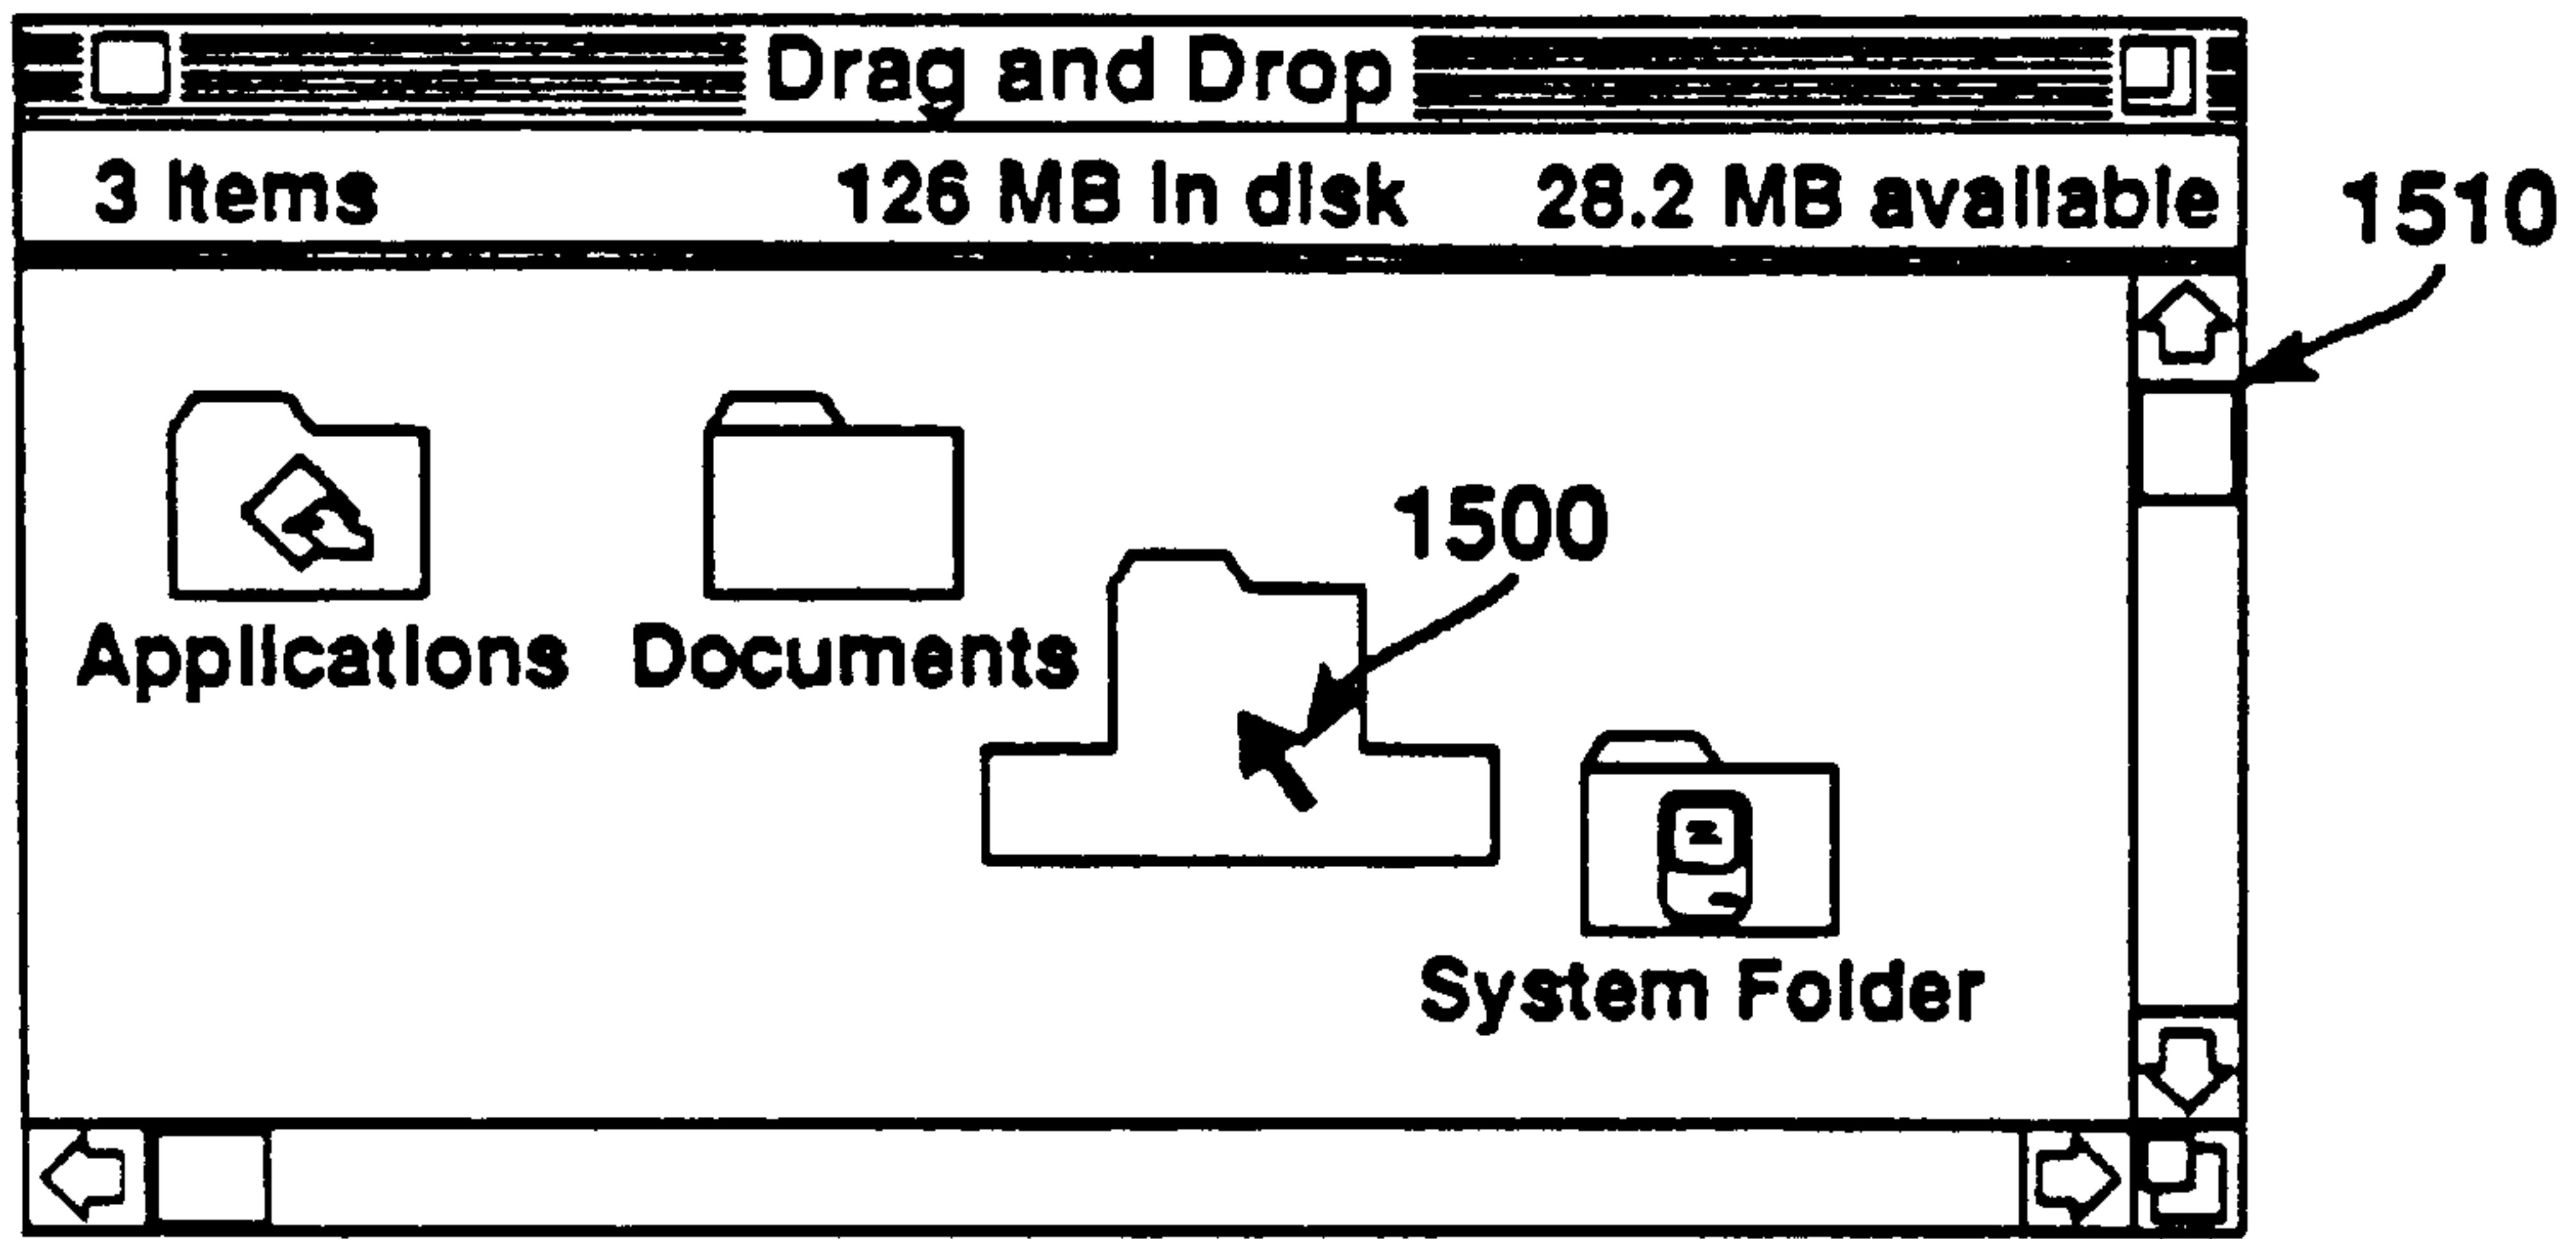 Drag and Drop
3 items 126 MB in disk 28.2 MB available
1510
1500
Applications Documents
System Folder